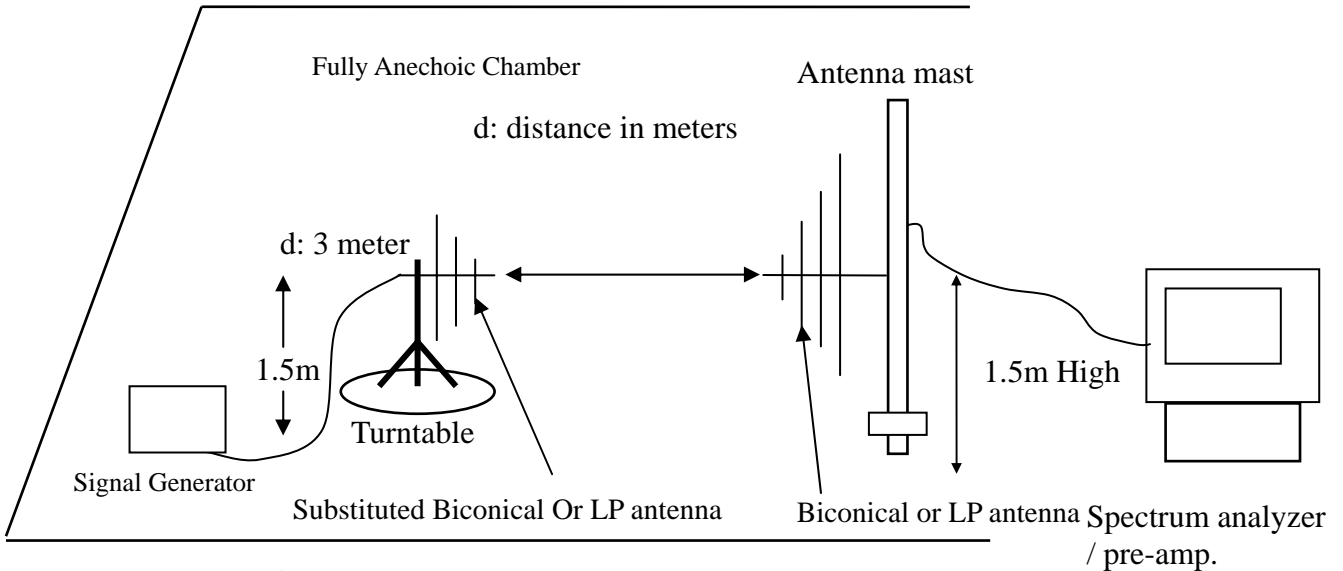 Fully Anechoic Chamber
Antenna mast
d: distance in meters
d: 3 meter
1.5m
1.5m High
Turntable
Signal Generator
Substituted Biconical Or LP antenna
Biconical or LP antenna
Spectrum analyzer
/ pre-amp.